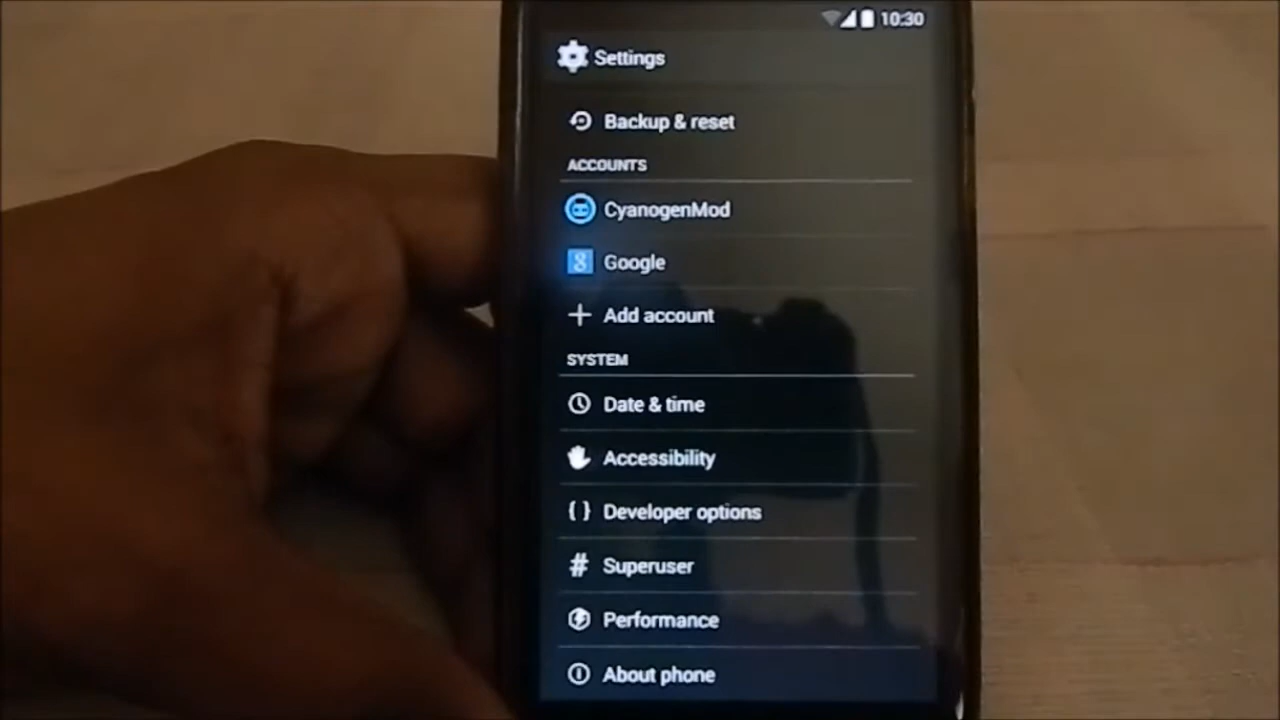 10:30
Settings
Backup & reset
ACCOUNTS
CyanogenMod
Google
Add account
SYSTEM
Date & time
Accessibility
{ } Developer options
# Superuser
Performance
About phone